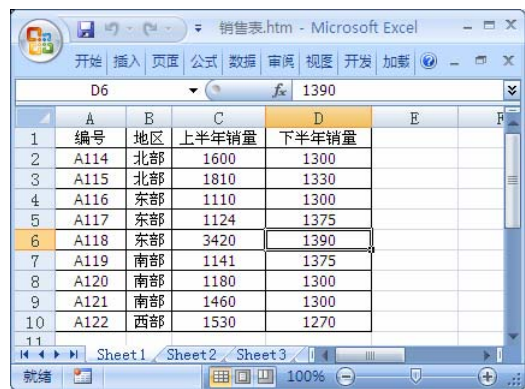 销售表.htm - Microsoft Excel
开始 插入 页面 公式 数据 审阅 视图 开发 加载
D6 fx 1390
A B C D E F
1 编号 地区 上半年销量 下半年销量
2 A114 北部 1600 1300
3 A115 北部 1810 1330
4 A116 东部 1110 1300
5 A117 东部 1124 1375
6 A118 东部 3420 1390
7 A119 南部 1141 1375
8 A120 南部 1180 1300
9 A121 南部 1460 1300
10 A122 西部 1530 1270
11
Sheet1 Sheet2 Sheet3
就绪 100%